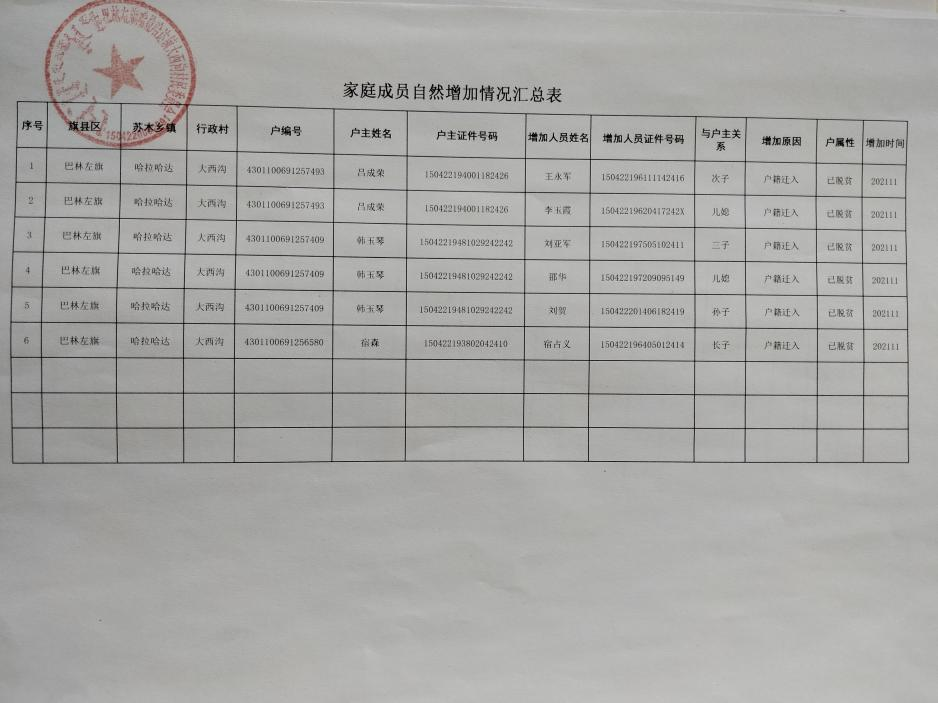 家庭成员自然增加情况汇总表
序号 旗县区 苏木乡镇 行政村 户编号 户主姓名 户主证件号码 增加人员姓名 增加人员证件号码 与户主关系 增加原因 户属性 增加时间
1 巴林左旗 哈拉哈达 大西沟 4301100691257493 吕成荣 150422194001182426 王永军 150422196111142416 次子 户籍迁入 已脱贫 202111
2 巴林左旗 哈拉哈达 大西沟 4301100691257493 吕成荣 150422194001182426 李玉霞 15042219620417242X 儿媳 户籍迁入 已脱贫 202111
3 巴林左旗 哈拉哈达 大西沟 4301100691257409 韩玉琴 15042219481029242242 刘亚军 150422197505102411 三子 户籍迁入 已脱贫 202111
4 巴林左旗 哈拉哈达 大西沟 4301100691257409 韩玉琴 15042219481029242242 邵华 150422197209095149 儿媳 户籍迁入 已脱贫 202111
5 巴林左旗 哈拉哈达 大西沟 4301100691257409 韩玉琴 15042219481029242242 刘贺 150422201406182419 孙子 户籍迁入 已脱贫 202111
6 巴林左旗 哈拉哈达 大西沟 4301100691256580 宿森 150422193802042410 宿占义 150422196405012414 长子 户籍迁入 已脱贫 202111